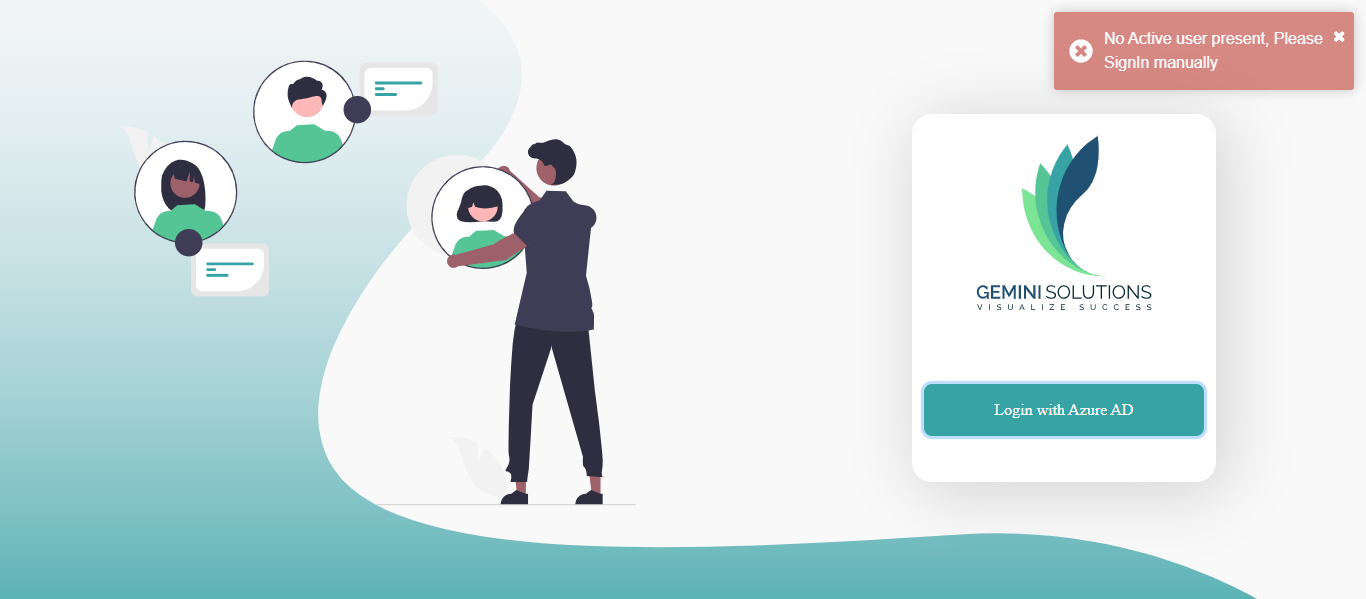 No Active user present, Please
SignIn manually
GEMINI SOLUTIONS
VISUALIZE SUCCESS
Login with Azure AD